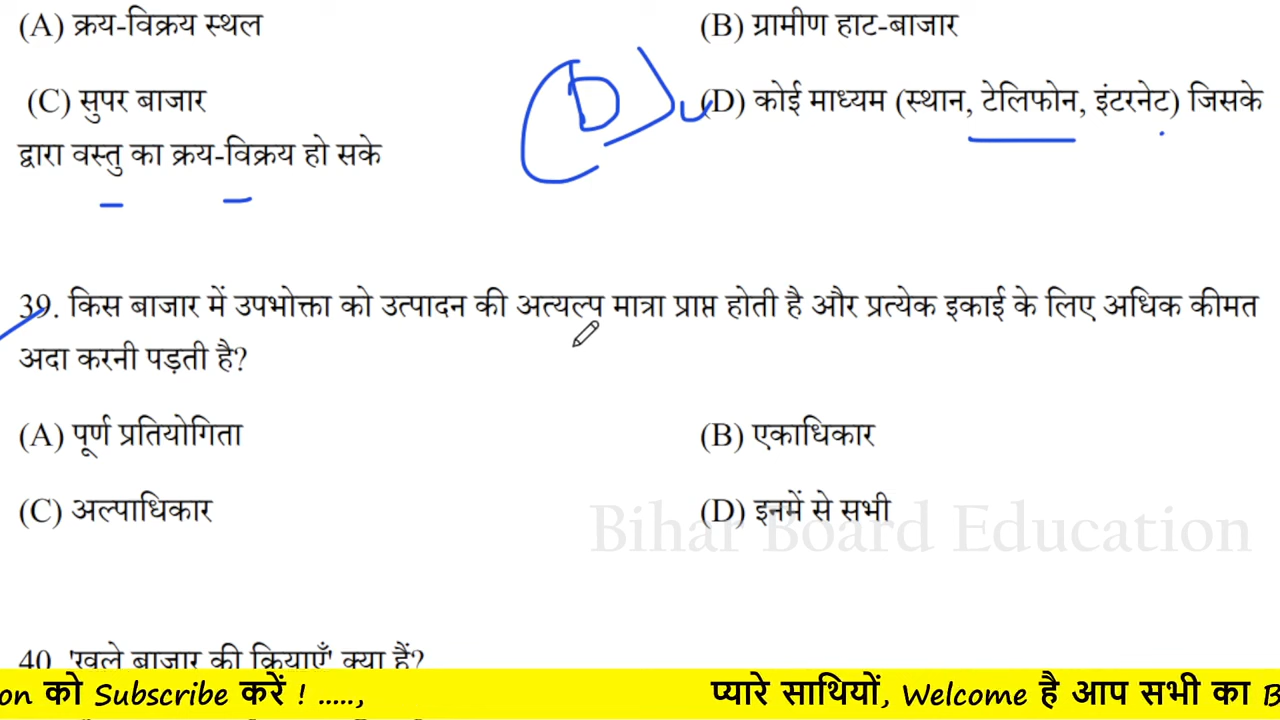 (A) क्रय-विक्रय स्थल (B) ग्रामीण हाट-बाजार
D
(C) सुपर बाजार (D) कोई माध्यम (स्थान, टेलिफोन, इंटरनेट) जिसके
द्वारा वस्तु का क्रय-विक्रय हो सके
39. किस बाजार में उपभोक्ता को उत्पादन की अत्यल्प मात्रा प्राप्त होती है और प्रत्येक इकाई के लिए अधिक कीमत
अदा करनी पड़ती है?
(A) पूर्ण प्रतियोगिता (B) एकाधिकार
(C) अल्पाधिकार (D) इनमें से सभी
Bihar Board Education
40. 'खुले बाजार की क्रियाएँ' क्या हैं?
on को Subscribe करें ! ....., प्यारे साथियों, Welcome है आप सभी का B